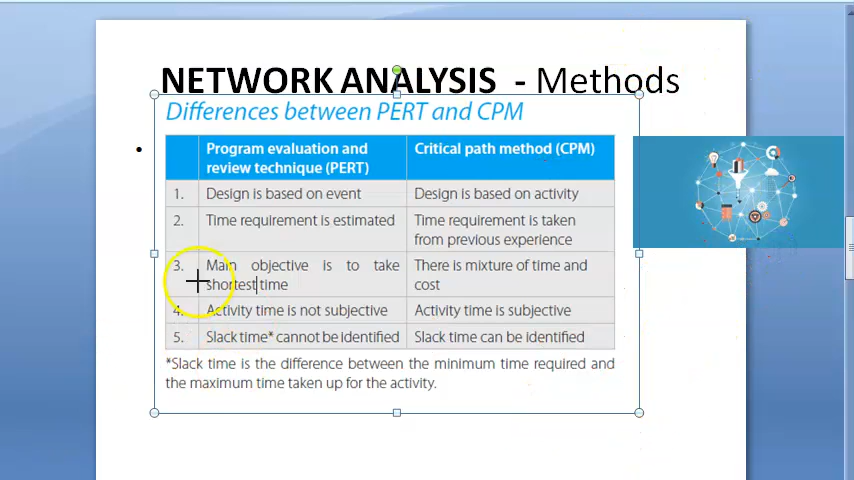 NETWORK ANALYSIS - Methods
Differences between PERT and CPM
•
Program evaluation and
review technique (PERT)
Critical path method (CPM)
1. Design is based on event
Design is based on activity
2. Time requirement is estimated
Time requirement is taken
from previous experience
3. Main objective is to take
shortest time
There is mixture of time and
cost
4. Activity time is not subjective
Activity time is subjective
5. Slack time* cannot be identified
Slack time can be identified
*Slack time is the difference between the minimum time required and
the maximum time taken up for the activity.